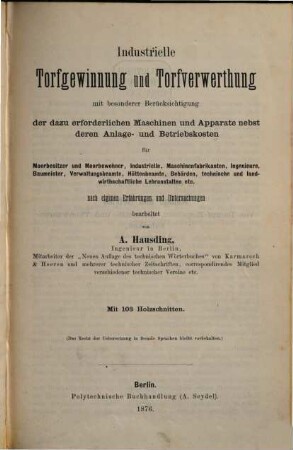 Industrielle
Torfgewinnung und Torfverwerthung
mit besonderer Berücksichtigung
der dazu erforderlichen Maschinen und Apparate nebst
deren Anlage- und Betriebskosten
für
Moorbesitzer und Moorbewohner, Industrielle, Maschinenfabrikanten, Ingenieure,
Baumeister, Verwaltungsbeamte, Hüttenbeamte, Behörden, technische und land-
wirthschaftliche Lehranstalten etc.
nach eigenen Erfahrungen und Untersuchungen
bearbeitet
von
A. Hausding,
Ingenieur in Berlin,
Mitarbeiter der „Neuen Auflage des technischen Wörterbuches“ von Karmarsch
& Heeren und mehrerer technischer Zeitschriften, correspondirendes Mitglied
verschiedener technischer Vereine etc.
Mit 103 Holzschnitten.
(Das Recht der Uebersetzung in fremde Sprachen bleibt vorbehalten.)
Berlin.
Polytechnische Buchhandlung (A. Seydel).
1876.